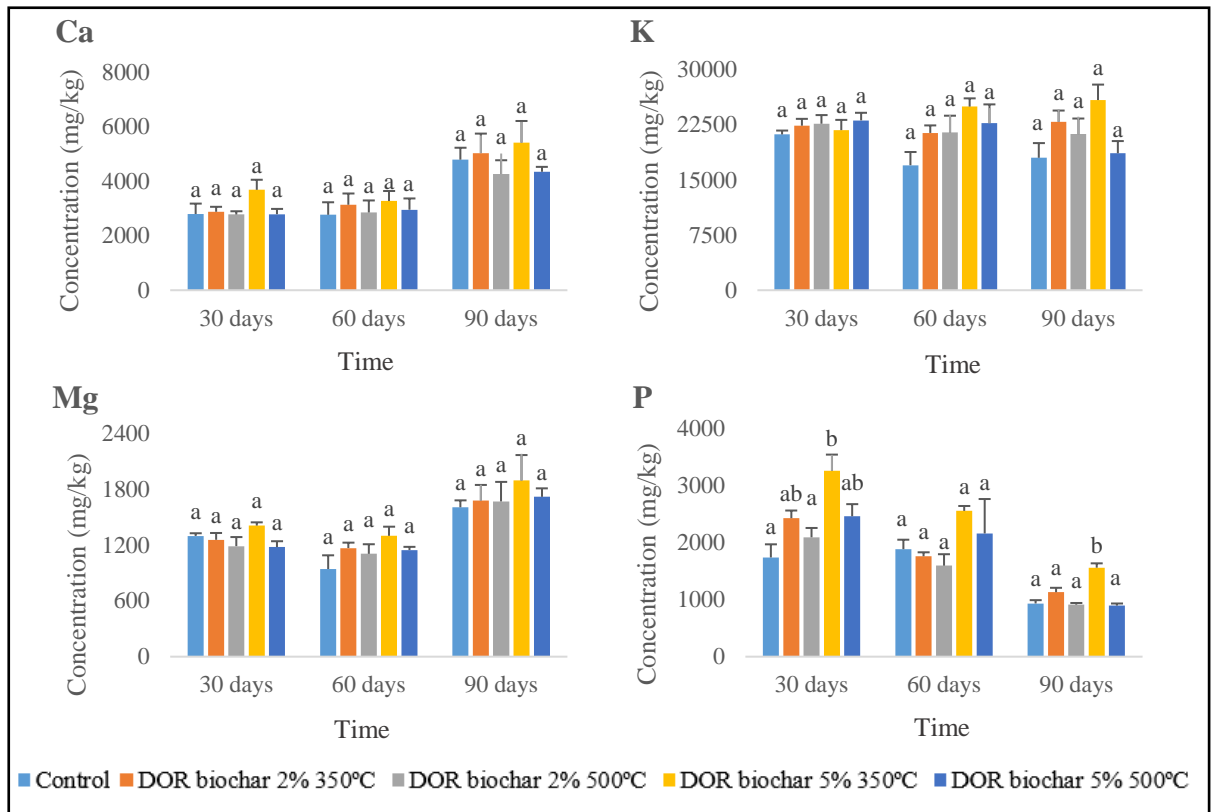 Ca
Concentration (mg/kg)
8000
6000
4000
2000
0
a a a a a
a a a a a
a a a a a
30 days 60 days 90 days
Time
K
Concentration (mg/kg)
30000
22500
15000
7500
0
a a a a a
a a a a a
a a a a a
30 days 60 days 90 days
Time
Mg
Concentration (mg/kg)
2400
1800
1200
600
0
a a a a a
a a a a a
a a a a a
30 days 60 days 90 days
Time
P
Concentration (mg/kg)
4000
3000
2000
1000
0
a ab a b ab
a a a a a
a a a b a
30 days 60 days 90 days
Time
Control DOR biochar 2% 350ºC DOR biochar 2% 500ºC DOR biochar 5% 350ºC DOR biochar 5% 500ºC